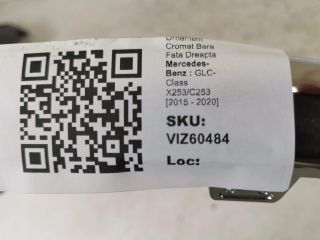 Ornament
Cromat Bara
Fata Dreapta
Mercedes-
Benz : GLC-
Class
X253/C253
[2015 - 2020]
SKU:
VIZ60484
Loc: